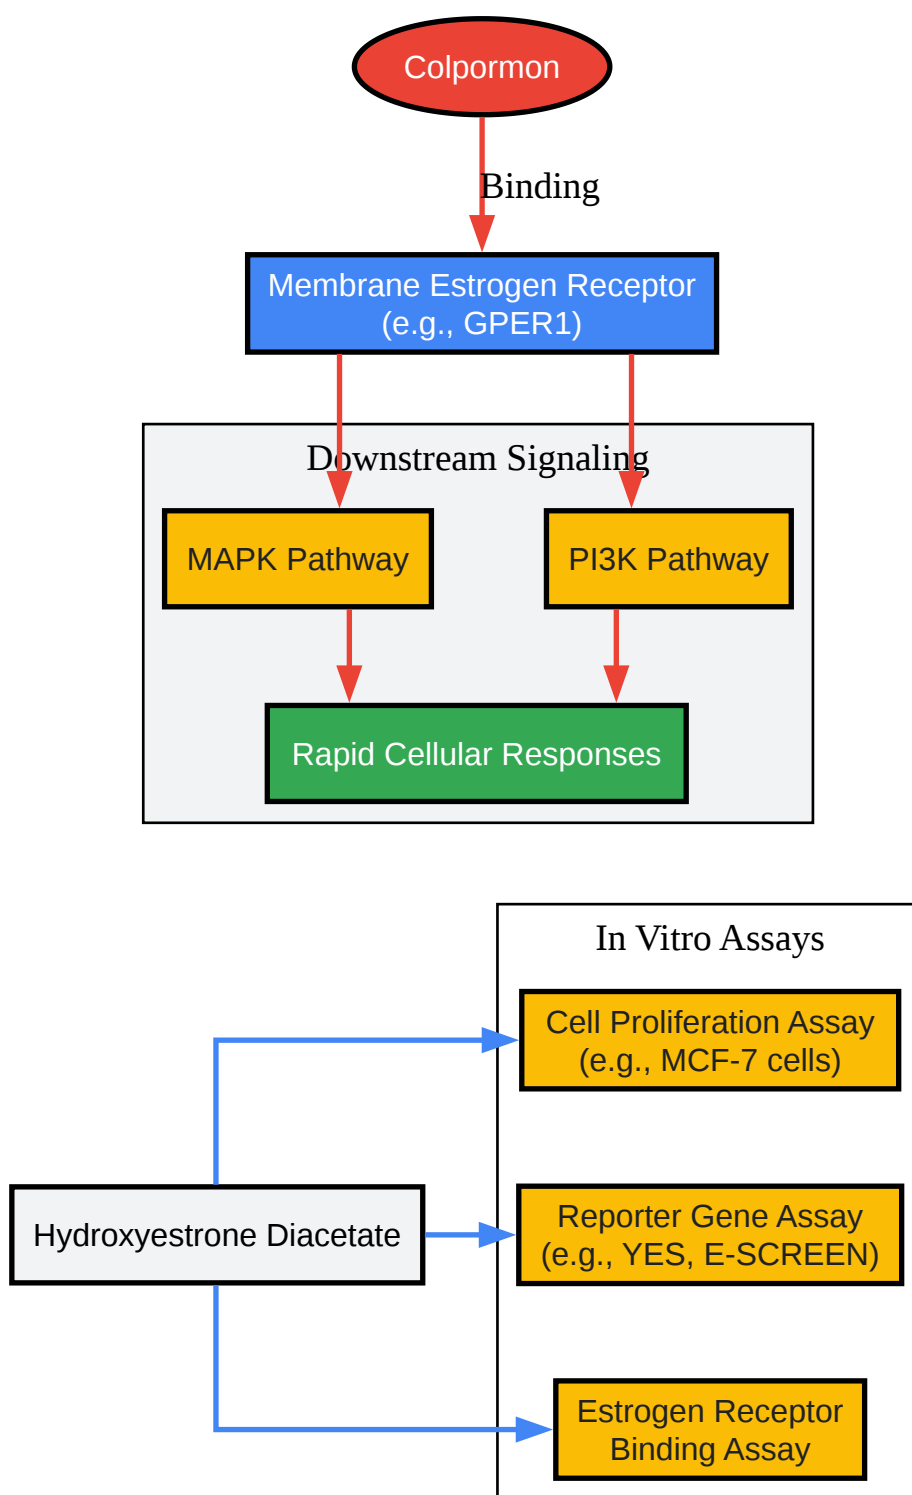 Colpormon
Binding
Membrane Estrogen Receptor
(e.g., GPER1)
Downstream Signaling
MAPK Pathway
PI3K Pathway
Rapid Cellular Responses
In Vitro Assays
Cell Proliferation Assay
(e.g., MCF-7 cells)
Hydroxyestrone Diacetate
Reporter Gene Assay
(e.g., YES, E-SCREEN)
Estrogen Receptor
Binding Assay